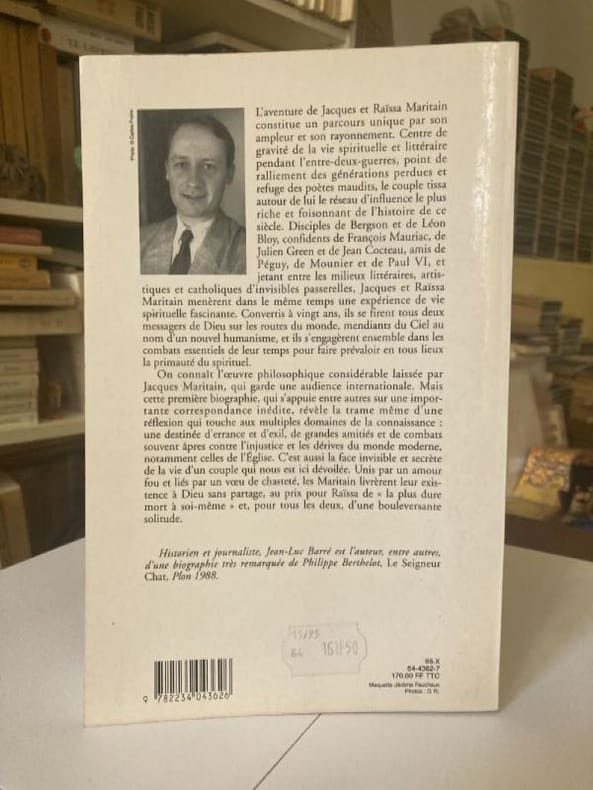 Photo: © Carlos Freire
L'aventure de Jacques et Raïssa Maritain
constitue un parcours unique par son
ampleur et son rayonnement. Centre de
gravité de la vie spirituelle et littéraire
pendant l'entre-deux-guerres, point de
ralliement des générations perdues et
refuge des poètes maudits, le couple tissa
autour de lui le réseau d'influence le plus
riche et foisonnant de l'histoire de ce
siècle. Disciples de Bergson et de Léon
Bloy, confidents de François Mauriac, de
Julien Green et de Jean Cocteau, amis de
Péguy, de Mounier et de Paul VI, et
jetant entre les milieux littéraires, artis-
tiques et catholiques d'invisibles passerelles, Jacques et Raïssa
Maritain menèrent dans le même temps une expérience de vie
spirituelle fascinante. Convertis à vingt ans, ils se firent tous deux
messagers de Dieu sur les routes du monde, mendiants du Ciel au
nom d'un nouvel humanisme, et ils s'engagèrent ensemble dans les
combats essentiels de leur temps pour faire prévaloir en tous lieux
la primauté du spirituel.
On connaît l'œuvre philosophique considérable laissée par
Jacques Maritain, qui garde une audience internationale. Mais
cette première biographie, qui s'appuie entre autres sur une impor-
tante correspondance inédite, révèle la trame même d'une
réflexion qui touche aux multiples domaines de la connaissance :
une destinée d'errance et d'exil, de grandes amitiés et de combats
souvent âpres contre l'injustice et les dérives du monde moderne,
notamment celles de l'Église. C'est aussi la face invisible et secrète
de la vie d'un couple qui nous est ici dévoilée. Unis par un amour
fou et liés par un vœu de chasteté, les Maritain livrèrent leur exis-
tence à Dieu sans partage, au prix pour Raïssa de « la plus dure
mort à soi-même » et, pour tous les deux, d'une bouleversante
solitude.
Historien et journaliste, Jean-Luc Barré est l'auteur, entre autres,
d'une biographie très remarquée de Philippe Berthelot, Le Seigneur
Chat, Plon 1988.
11/95
64 161F50
9 782234 043626
65.X
54-4362-7
170.00 FF TTC
Maquette Jérôme Faucheux
Photos : D. R.